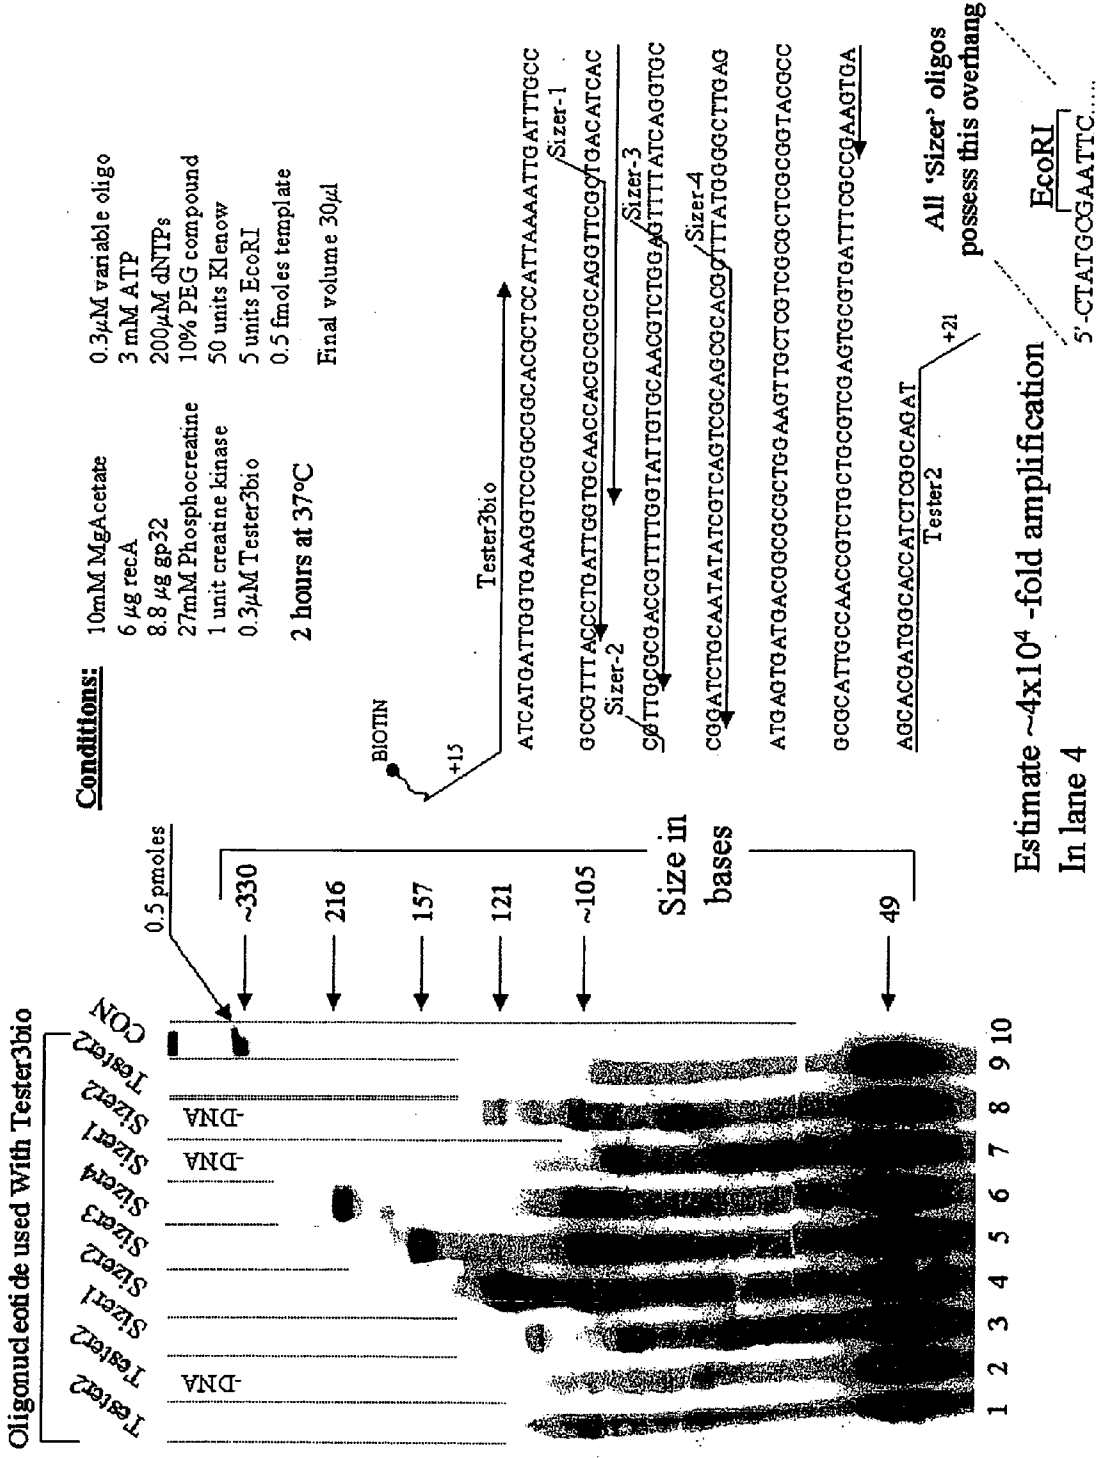 Oligonucleotide used With Tester3bio
Tester2
Tester2
Sizer1
Sizer2
Sizer3
Sizer4
Sizer1
Sizer2
Tester2
CON
-DNA
-DNA
-DNA
1 2 3 4 5 6 7 8 9 10
0.5 pmoles
~330
216
157
121
~105
49
Size in
bases
Conditions:
10mM MgAcetate
6 µg recA
8.8 µg gp32
27mM Phosphocreatine
1 unit creatine kinase
0.3µM Tester3bio
2 hours at 37°C
0.3µM variable oligo
3 mM ATP
200µM dNTPs
10% PEG compound
50 units Klenow
5 units EcoRI
0.5 fmoles template
Final volume 30µl
BIOTIN
+15
Tester3bio
ATCATGATTGGTGAAGGTCCGGCGGCACGCTCCATTAAAATTGATTTGCC
Sizer-1
GCCGTTTACCCTGATTGGTGCAACCACGCGCGCAGGTTCGCTGACATCAC
Sizer-2
Sizer-3
CGTTGCGCGACCGTTTTGGTATTGTGCAACGTCTGGAGTTTTATCAGGTGC
Sizer-4
CGGATCTGCAATATATCGTCAGTCGCAGCGCACGGTTTATGGGGCTTGAG
ATGAGTGATGACGGCGCGCTGGAAGTTGCTCGTCGCGCTCGCGGTACGCC
GCGCATTGCCAACCGTCTGCTGCGTCGAGTGCGTGATTTCGCCGAAGTGA
AGCACGATGGCACCATCTCGGCAGAT
Tester2
+21
Estimate ~4x10⁴ -fold amplification
In lane 4
All 'Sizer' oligos
possess this overhang
EcoRI
5'-CTATGCGAATTC.....